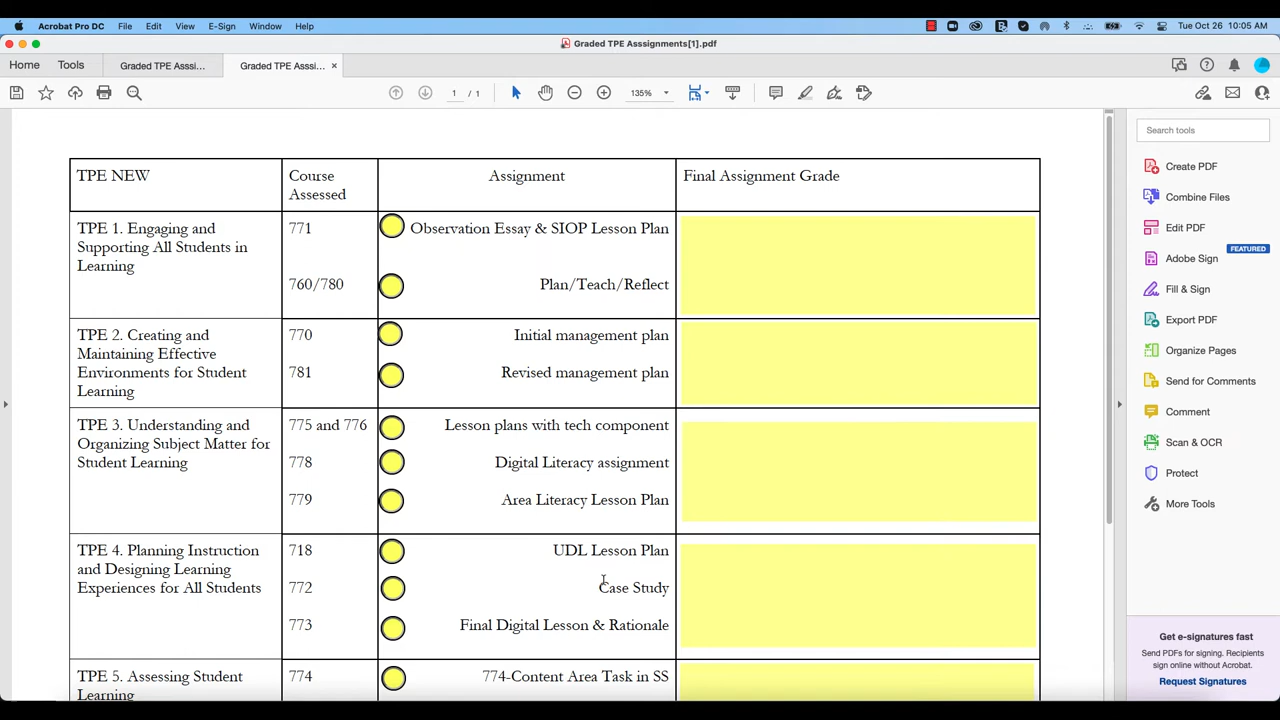 Acrobat Pro DC File Edit View E-Sign Window Help Tue Oct 26 10:05 AM
Graded TPE Asssignments[1].pdf
Home Tools Graded TPE Asssi... Graded TPE Asssi... ×
1 / 1 135%
Search tools
TPE NEW
Course
Assessed
Assignment
Final Assignment Grade
TPE 1. Engaging and
Supporting All Students in
Learning
771
Observation Essay & SIOP Lesson Plan
760/780
Plan/Teach/Reflect
TPE 2. Creating and
Maintaining Effective
Environments for Student
Learning
770
Initial management plan
781
Revised management plan
TPE 3. Understanding and
Organizing Subject Matter for
Student Learning
775 and 776
Lesson plans with tech component
778
Digital Literacy assignment
779
Area Literacy Lesson Plan
TPE 4. Planning Instruction
and Designing Learning
Experiences for All Students
718
UDL Lesson Plan
772
Case Study
773
Final Digital Lesson & Rationale
TPE 5. Assessing Student
Learning
774
774-Content Area Task in SS
Create PDF
Combine Files
Edit PDF
FEATURED
Adobe Sign
Fill & Sign
Export PDF
Organize Pages
Send for Comments
Comment
Scan & OCR
Protect
More Tools
Get e-signatures fast
Send PDFs for signing. Recipients
sign online without Acrobat.
Request Signatures